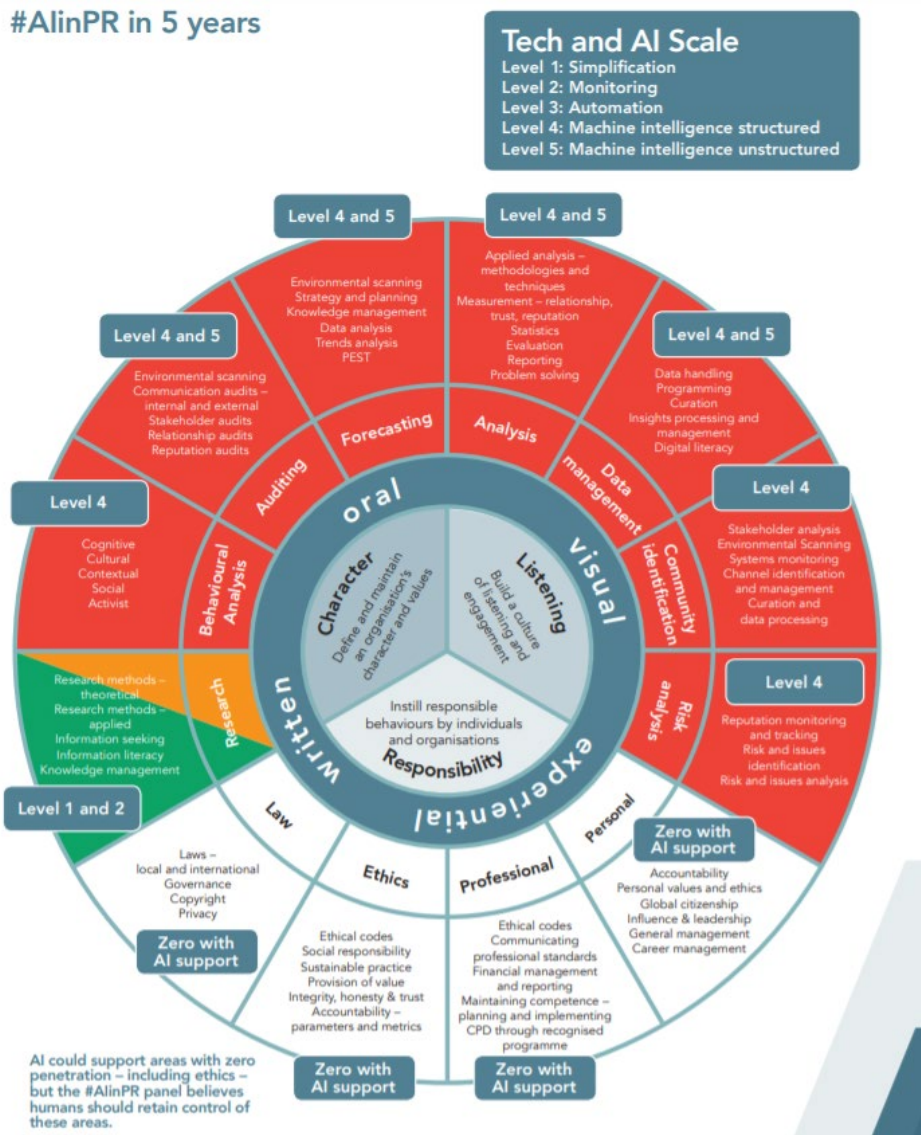 #AIinPR in 5 years
Tech and AI Scale
Level 1: Simplification
Level 2: Monitoring
Level 3: Automation
Level 4: Machine intelligence structured
Level 5: Machine intelligence unstructured
Level 4 and 5
Environmental scanning
Strategy and planning
Knowledge management
Data analysis
Trends analysis
PEST
Forecasting
Level 4 and 5
Applied analysis –
methodologies and
techniques
Measurement – relationship,
trust, reputation
Statistics
Evaluation
Reporting
Problem solving
Analysis
Level 4 and 5
Data handling
Programming
Curation
Insights processing and
management
Digital literacy
Data
management
Level 4
Stakeholder analysis
Environmental Scanning
Systems monitoring
Channel identification
and management
Curation and
data processing
Community
identification
Level 4
Reputation monitoring
and tracking
Risk and issues
identification
Risk and issues analysis
Risk
analysis
Zero with
AI support
Accountability
Personal values and ethics
Global citizenship
Influence & leadership
General management
Career management
Personal
Professional
Ethical codes
Communicating
professional standards
Financial management
and reporting
Maintaining competence –
planning and implementing
CPD through recognised
programme
Zero with
AI support
Ethics
Ethical codes
Social responsibility
Sustainable practice
Provision of value
Integrity, honesty & trust
Accountability –
parameters and metrics
Zero with
AI support
Law
Laws –
local and international
Governance
Copyright
Privacy
Zero with
AI support
Research
Research methods –
theoretical
Research methods –
applied
Information seeking
Information literacy
Knowledge management
Level 1 and 2
Level 4
Cognitive
Cultural
Contextual
Social
Activist
Behavioural
Analysis
Level 4 and 5
Environmental scanning
Communication audits –
internal and external
Stakeholder audits
Relationship audits
Reputation audits
Auditing
oral
visual
experiential
written
Character
Define and maintain
an organisation's
character and values
Listening
Build a culture
of listening and
engagement
Instill responsible
behaviours by individuals
and organisations
Responsibility
AI could support areas with zero
penetration – including ethics –
but the #AIinPR panel believes
humans should retain control of
these areas.